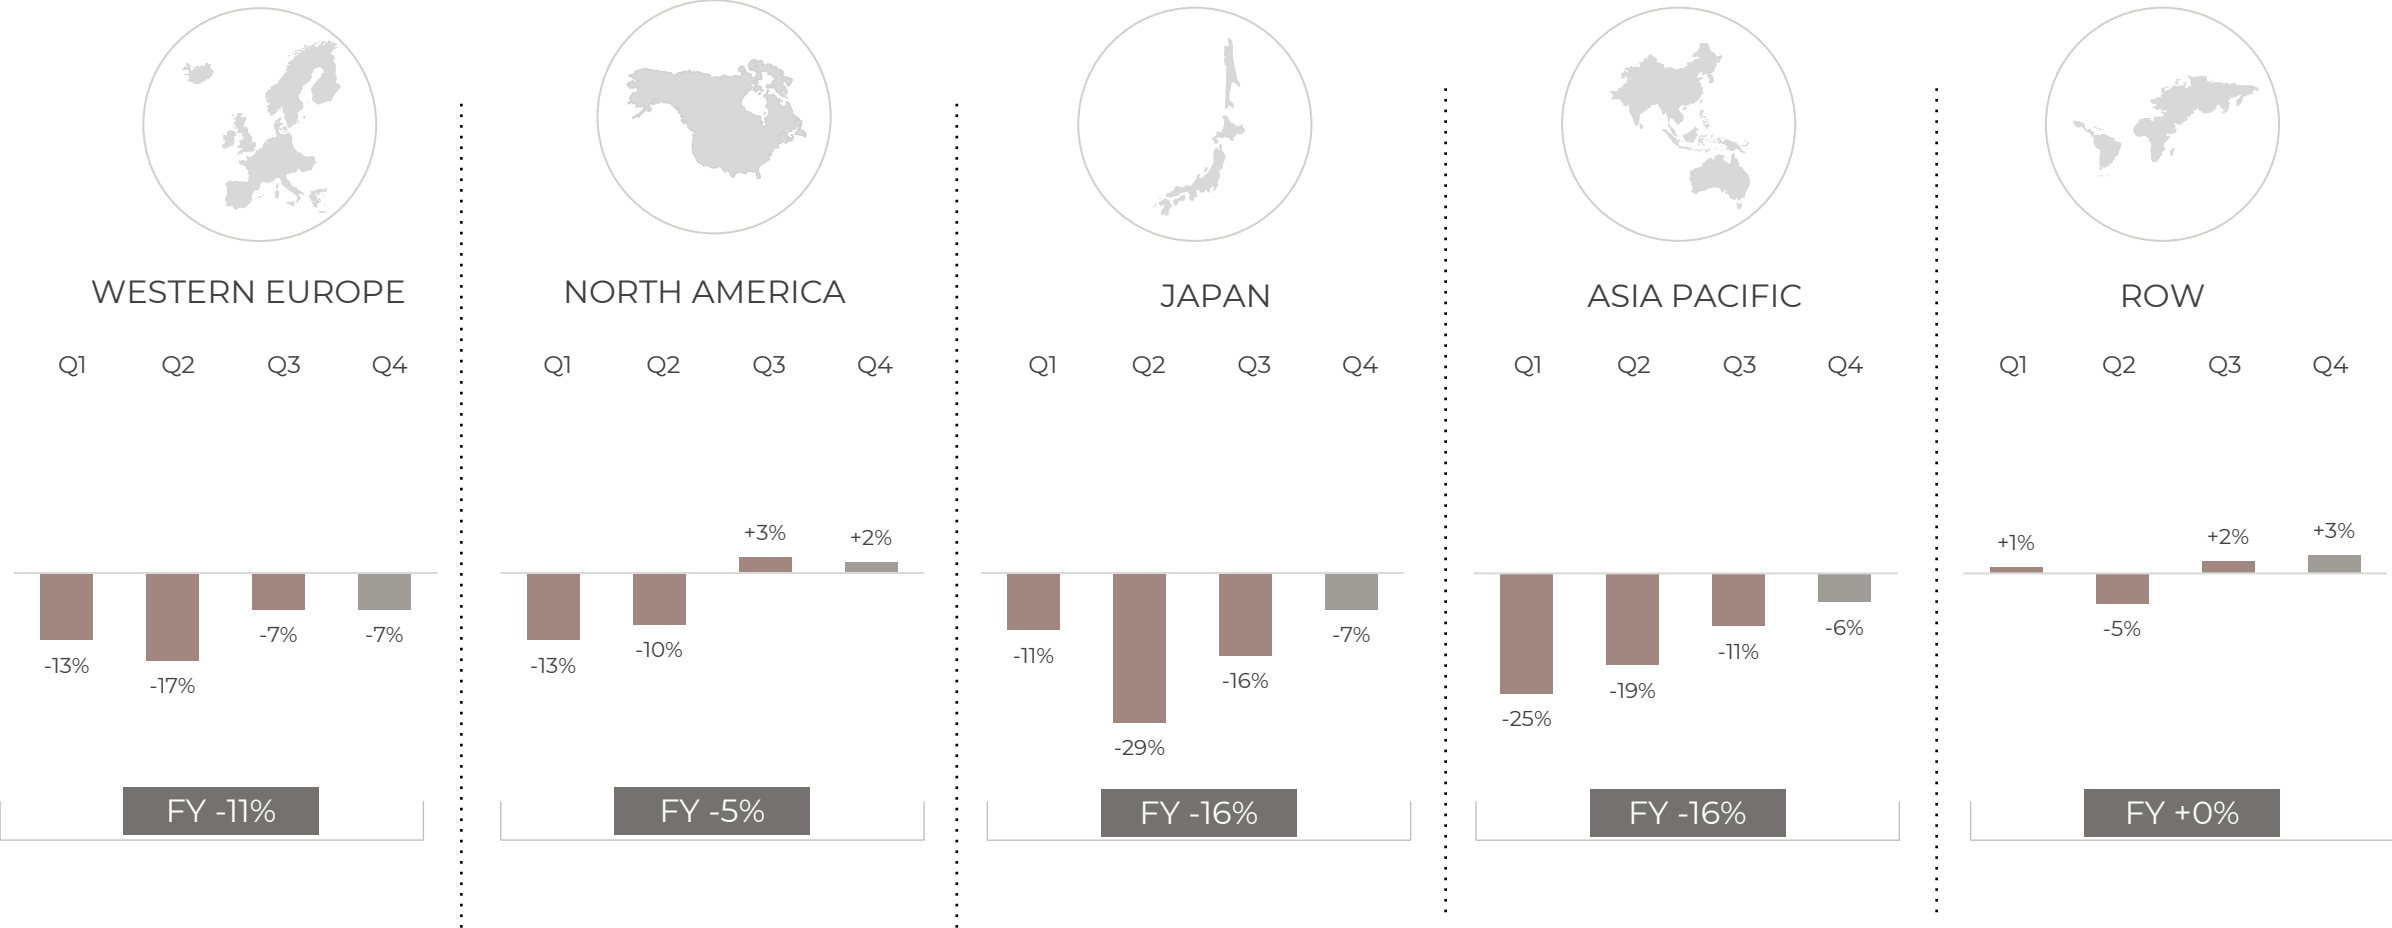 WESTERN EUROPE
Q1 Q2 Q3 Q4
-13% -17% -7% -7%
FY -11%
NORTH AMERICA
Q1 Q2 Q3 Q4
-13% -10% +3% +2%
FY -5%
JAPAN
Q1 Q2 Q3 Q4
-11% -29% -16% -7%
FY -16%
ASIA PACIFIC
Q1 Q2 Q3 Q4
-25% -19% -11% -6%
FY -16%
ROW
Q1 Q2 Q3 Q4
+1% -5% +2% +3%
FY +0%